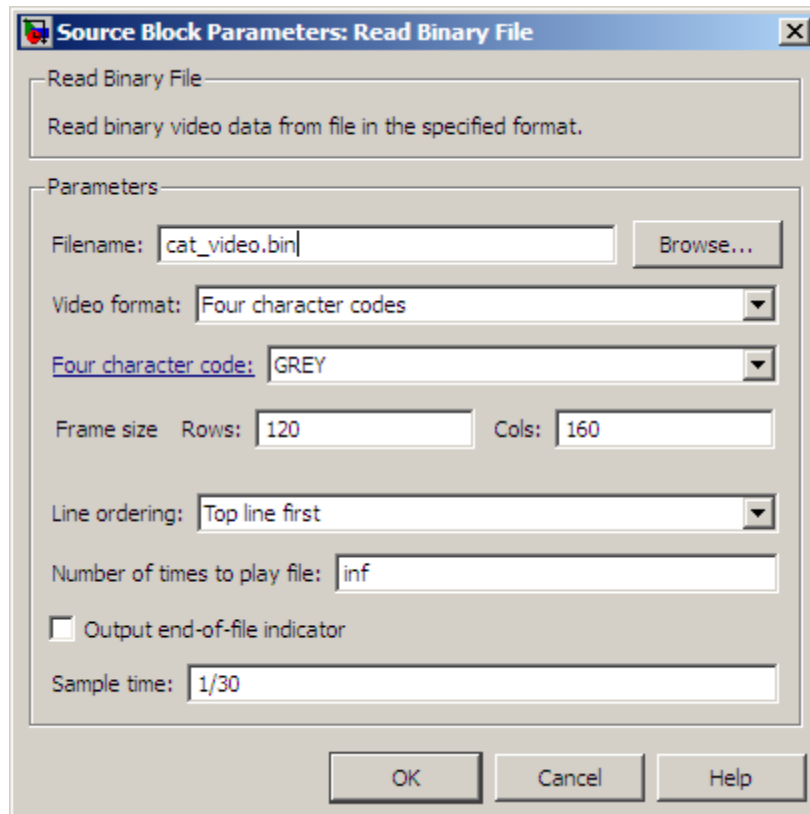 Source Block Parameters: Read Binary File
Read Binary File
Read binary video data from file in the specified format.
Parameters
Filename: cat_video.bin Browse...
Video format: Four character codes
Four character code: GREY
Frame size Rows: 120 Cols: 160
Line ordering: Top line first
Number of times to play file: inf
Output end-of-file indicator
Sample time: 1/30
OK Cancel Help